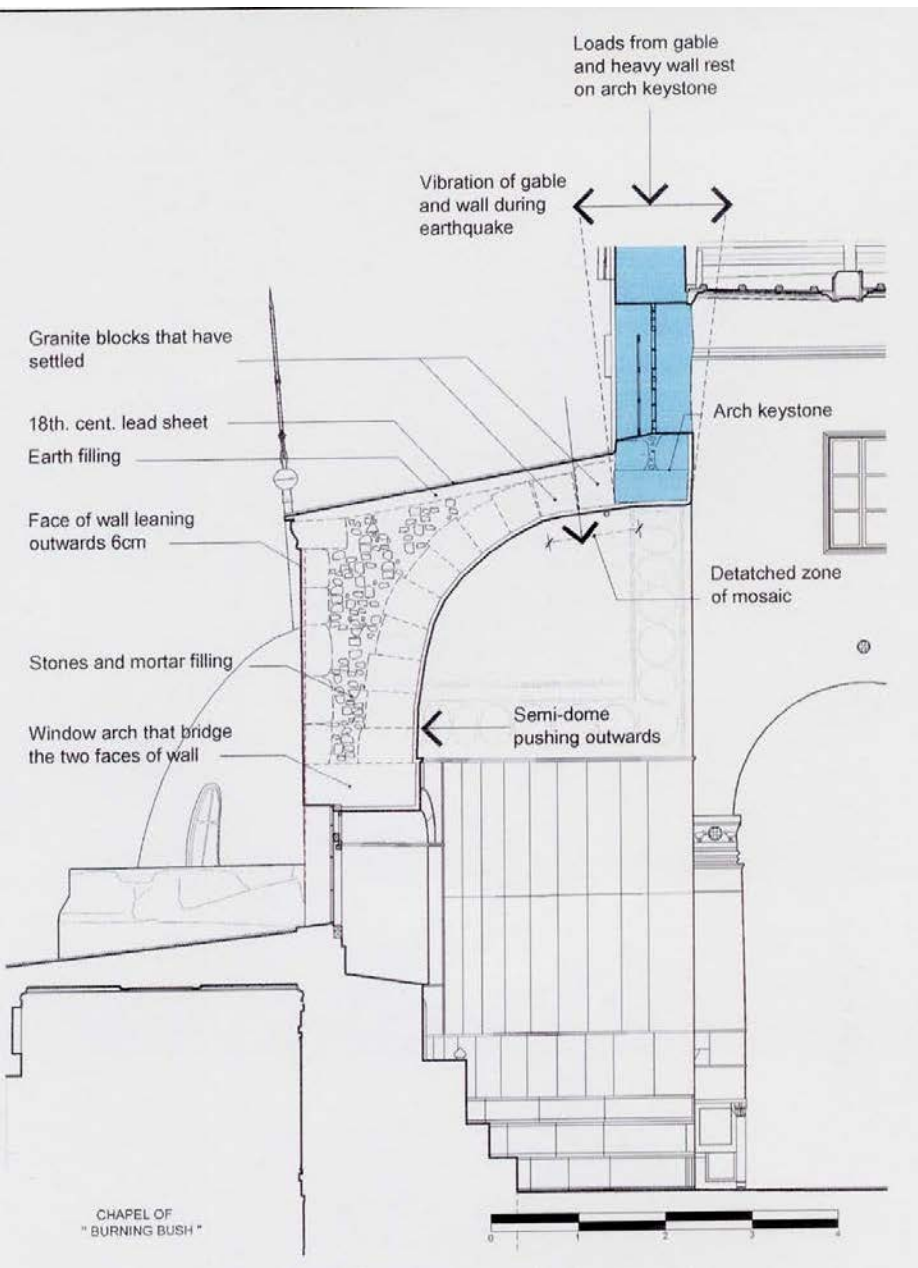 Loads from gable
and heavy wall rest
on arch keystone
Vibration of gable
and wall during
earthquake
Granite blocks that have
settled
18th. cent. lead sheet
Arch keystone
Earth filling
Face of wall leaning
outwards 6cm
Detatched zone
of mosaic
Stones and mortar filling
Semi-dome
pushing outwards
Window arch that bridge
the two faces of wall
CHAPEL OF
" BURNING BUSH "
0 1 2 3 4